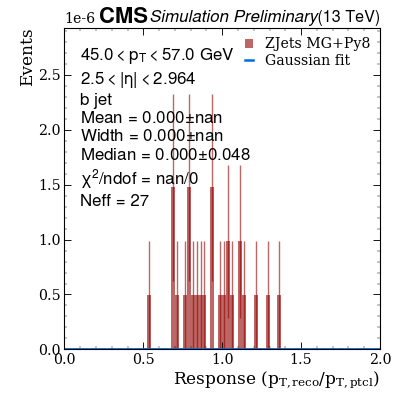 1e-6 CMS Simulation Preliminary (13 TeV)
Events
45.0 < pT < 57.0 GeV
2.5 < |η| < 2.964
b jet
Mean = 0.000±nan
Width = 0.000±nan
Median = 0.000±0.048
χ²/ndof = nan/0
Neff = 27
ZJets MG+Py8
Gaussian fit
2.5
2.0
1.5
1.0
0.5
0.0
0.0 0.5 1.0 1.5 2.0
Response (pT,reco/pT,ptcl)